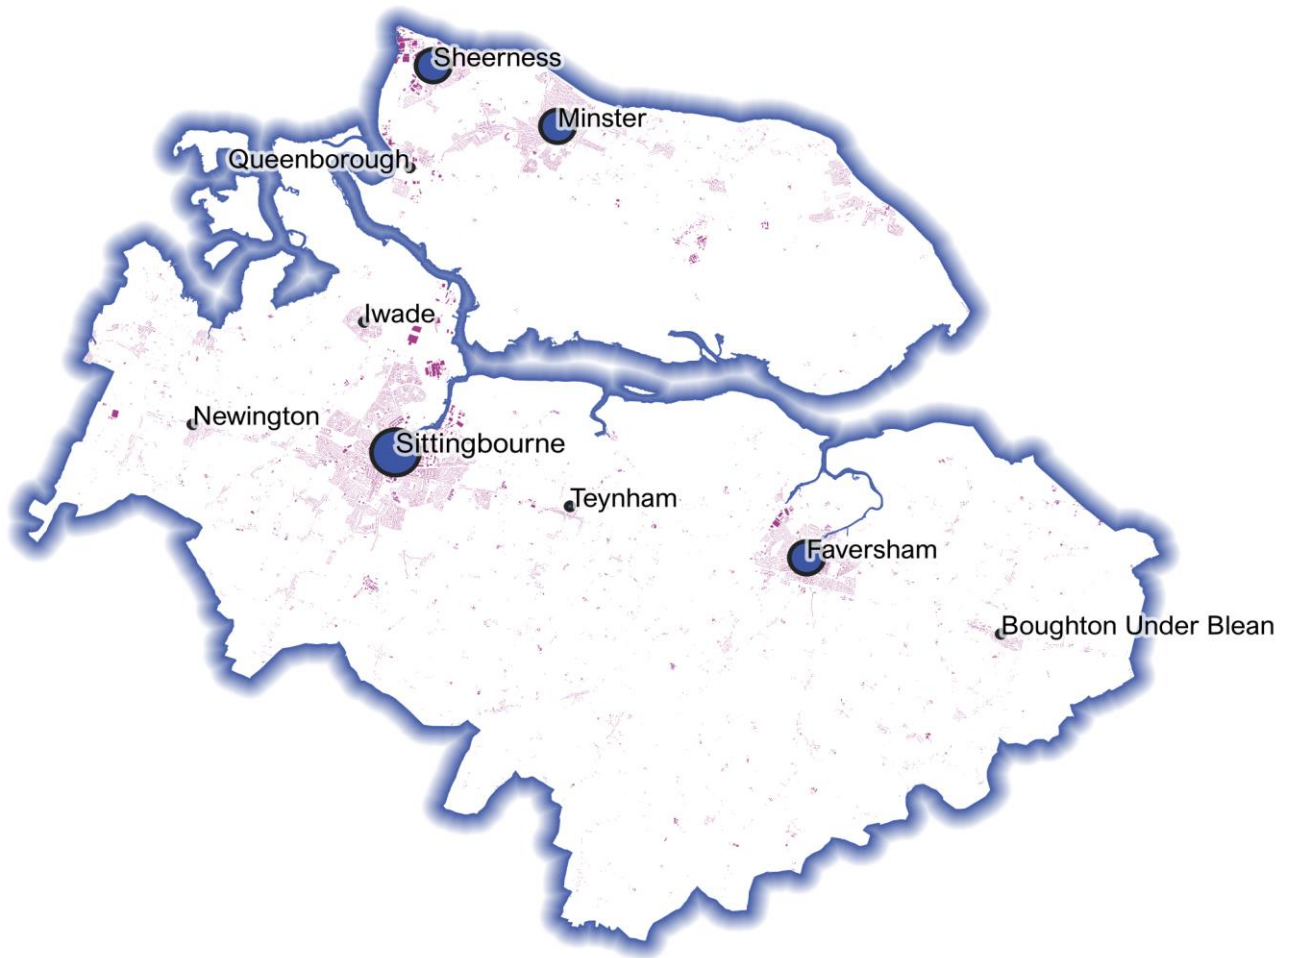 Sheerness
Minster
Queenborough
Iwade
Newington
Sittingbourne
Teynham
Faversham
Boughton Under Blean